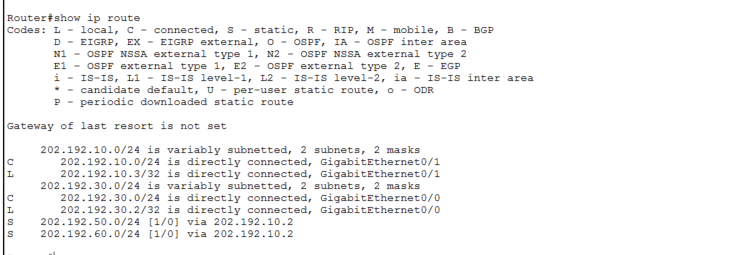 Router#show ip route
Codes: L - local, C - connected, S - static, R - RIP, M - mobile, B - BGP
       D - EIGRP, EX - EIGRP external, O - OSPF, IA - OSPF inter area
       N1 - OSPF NSSA external type 1, N2 - OSPF NSSA external type 2
       E1 - OSPF external type 1, E2 - OSPF external type 2, E - EGP
       i - IS-IS, L1 - IS-IS level-1, L2 - IS-IS level-2, ia - IS-IS inter area
       * - candidate default, U - per-user static route, o - ODR
       P - periodic downloaded static route

Gateway of last resort is not set

     202.192.10.0/24 is variably subnetted, 2 subnets, 2 masks
C       202.192.10.0/24 is directly connected, GigabitEthernet0/1
L       202.192.10.3/32 is directly connected, GigabitEthernet0/1
     202.192.30.0/24 is variably subnetted, 2 subnets, 2 masks
C       202.192.30.0/24 is directly connected, GigabitEthernet0/0
L       202.192.30.2/32 is directly connected, GigabitEthernet0/0
S    202.192.50.0/24 [1/0] via 202.192.10.2
S    202.192.60.0/24 [1/0] via 202.192.10.2